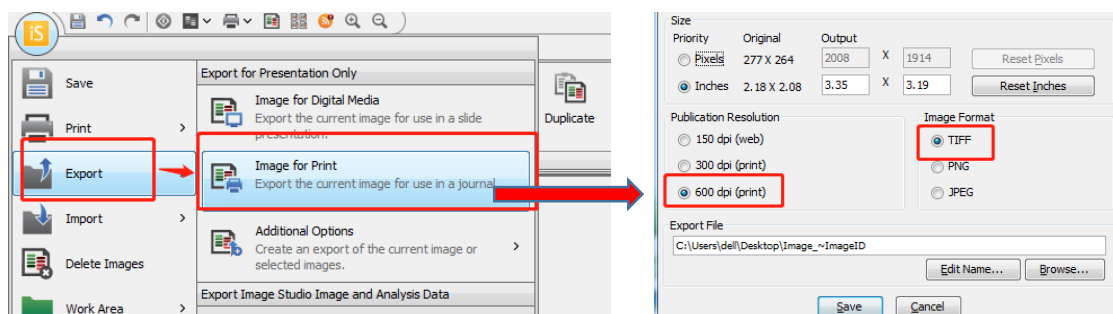 iS
Save
Print
Export
Import
Delete Images
Work Area
Export for Presentation Only
Image for Digital Media
Export the current image for use in a slide
presentation.
Image for Print
Export the current image for use in a journal
Additional Options
Create an export of the current image or
selected images.
Export Image Studio Image and Analysis Data
Duplicate
Size
Priority Original Output
Pixels 277 X 264 2008 X 1914 Reset Pixels
Inches 2.18 X 2.08 3.35 X 3.19 Reset Inches
Publication Resolution
150 dpi (web)
300 dpi (print)
600 dpi (print)
Image Format
TIFF
PNG
JPEG
Export File
C:\Users\dell\Desktop\Image_~ImageID
Edit Name... Browse...
Save Cancel